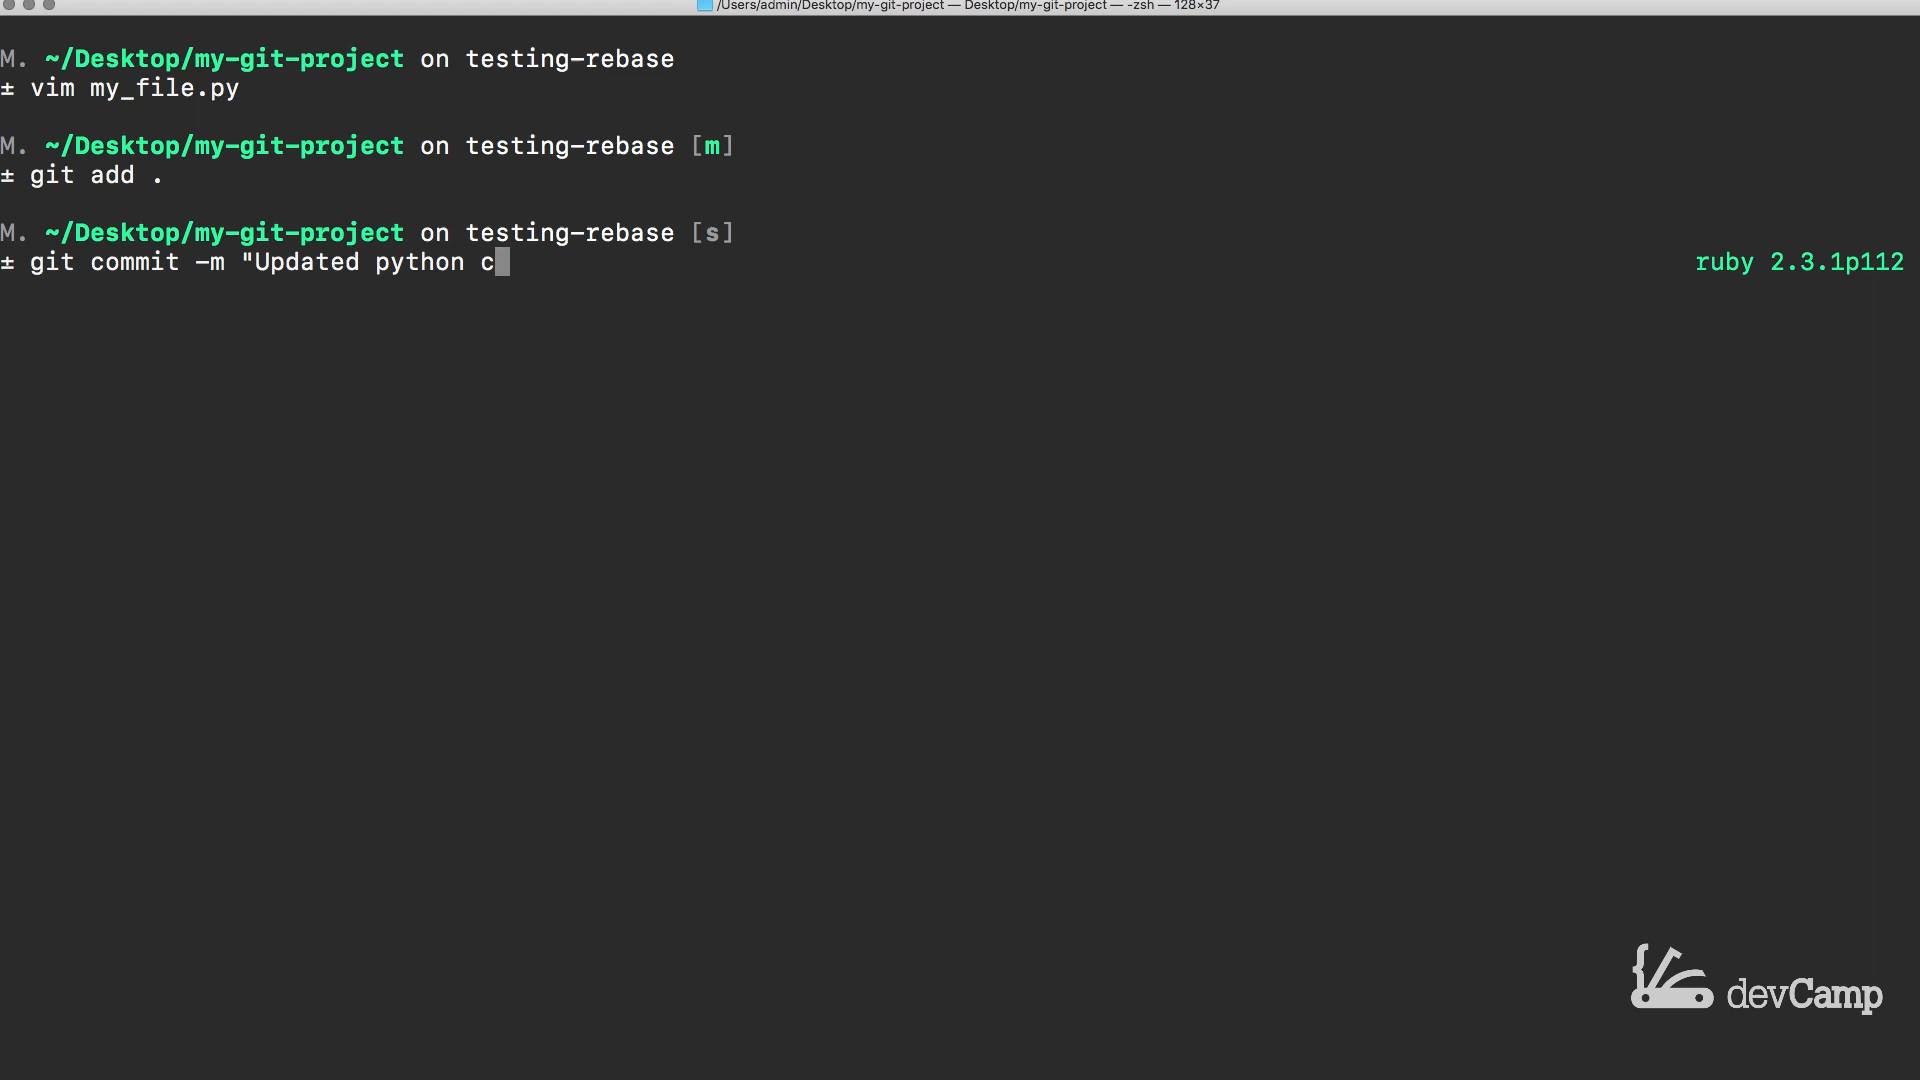 /Users/admin/Desktop/my-git-project — Desktop/my-git-project — -zsh — 128×37
M. ~/Desktop/my-git-project on testing-rebase
± vim my_file.py
M. ~/Desktop/my-git-project on testing-rebase [m]
± git add .
M. ~/Desktop/my-git-project on testing-rebase [s]
± git commit -m "Updated python c ruby 2.3.1p112
devCamp